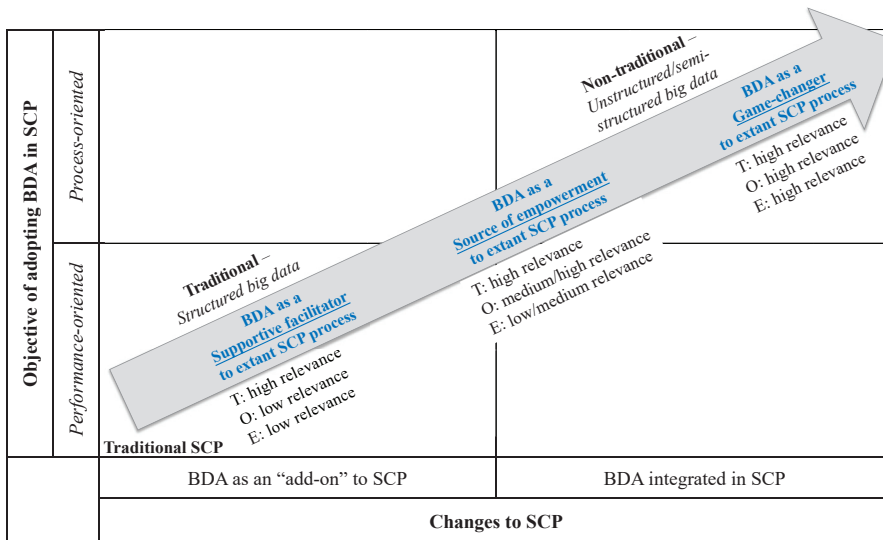 Objective of adopting BDA in SCP
Process-oriented
Performance-oriented
Non-traditional –
Unstructured/semi-
structured big data
BDA as a
Game-changer
to extant SCP process
T: high relevance
O: high relevance
E: high relevance
BDA as a
Source of empowerment
to extant SCP process
T: high relevance
O: medium/high relevance
E: low/medium relevance
Traditional –
Structured big data
BDA as a
Supportive facilitator
to extant SCP process
T: high relevance
O: low relevance
E: low relevance
Traditional SCP
BDA as an “add-on” to SCP
BDA integrated in SCP
Changes to SCP